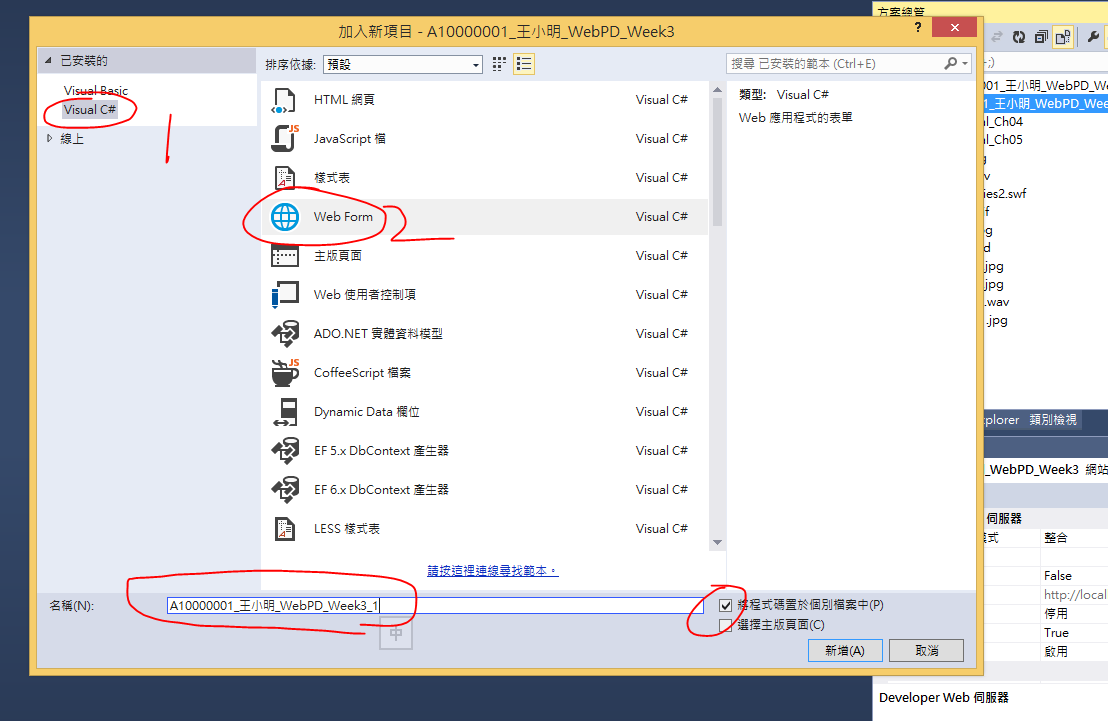 方案總管
加入新項目 - A10000001_王小明_WebPD_Week3
?
已安裝的
Visual Basic
Visual C#
線上
1
排序依據: 預設
HTML 網頁 Visual C#
JavaScript 檔 Visual C#
樣式表 Visual C#
Web Form Visual C#
2
主版頁面 Visual C#
Web 使用者控制項 Visual C#
ADO.NET 實體資料模型 Visual C#
CoffeeScript 檔案 Visual C#
Dynamic Data 欄位 Visual C#
EF 5.x DbContext 產生器 Visual C#
EF 6.x DbContext 產生器 Visual C#
LESS 樣式表 Visual C#
請按這裡連線尋找範本。
搜尋 已安裝的範本 (Ctrl+E)
類型: Visual C#
Web 應用程式的表單
名稱(N): A10000001_王小明_WebPD_Week3_1
中
將程式碼置於個別檔案中(P)
選擇主版頁面(C)
新增(A) 取消
+;)
001_王小明_WebPD_We
1_王小明_WebPD_Wee
al_Ch04
al_Ch05
ies2.swf
.jpg
.jpg
.wav
.jpg
xplorer 類別檢視
_WebPD_Week3 網站
伺服器
模式 整合
False
http://local
停用
True
啟用
Developer Web 伺服器